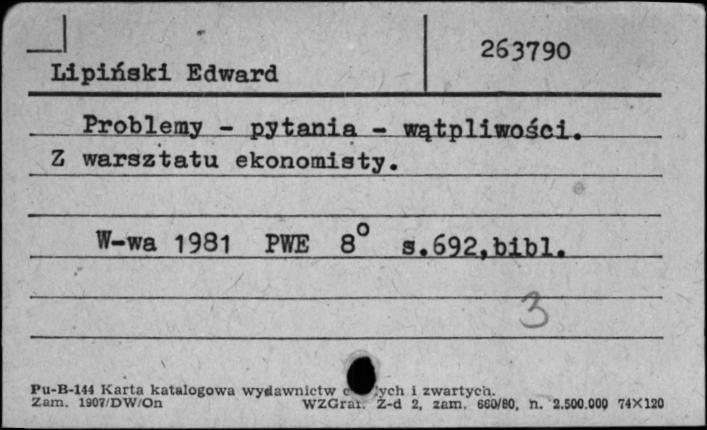 263790
Lipiński Edward
Problemy - pytania - wątpliwości.
Z warsztatu ekonomisty.
W-wa 1981 PWE 8° s.692,bibl.
3
Pu-B-144 Karta katalogowa wydawnictw i zwartych.
Zam. 1907/DW/On WZGraf. Z-d 2, zam. 660/80, n. 2.500.000 74×120